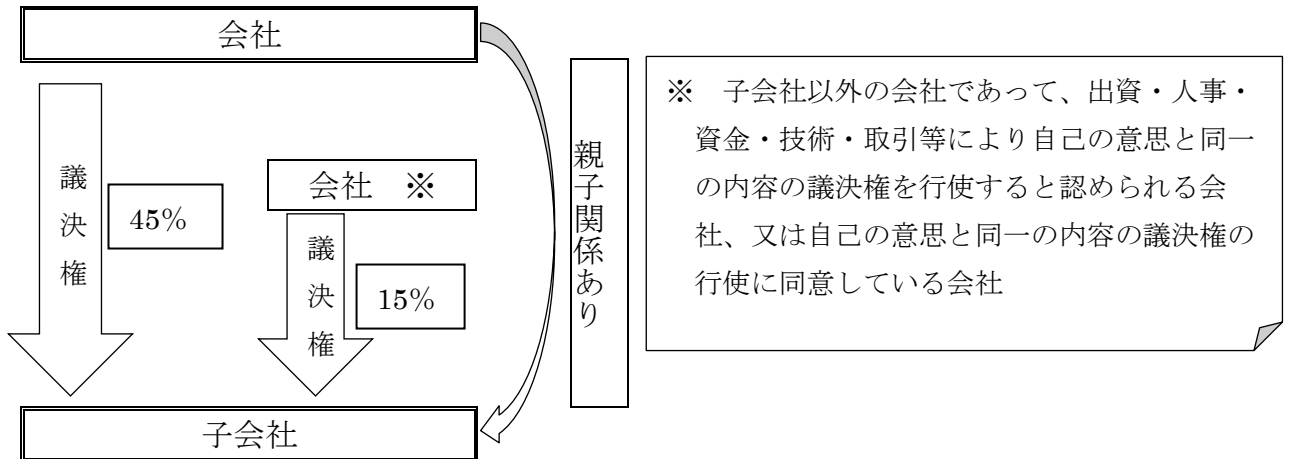 会社
議決権
45%
会社 ※
議決権
15%
親子関係あり
子会社
※ 子会社以外の会社であって、出資・人事・
資金・技術・取引等により自己の意思と同一
の内容の議決権を行使すると認められる会
社、又は自己の意思と同一の内容の議決権の
行使に同意している会社